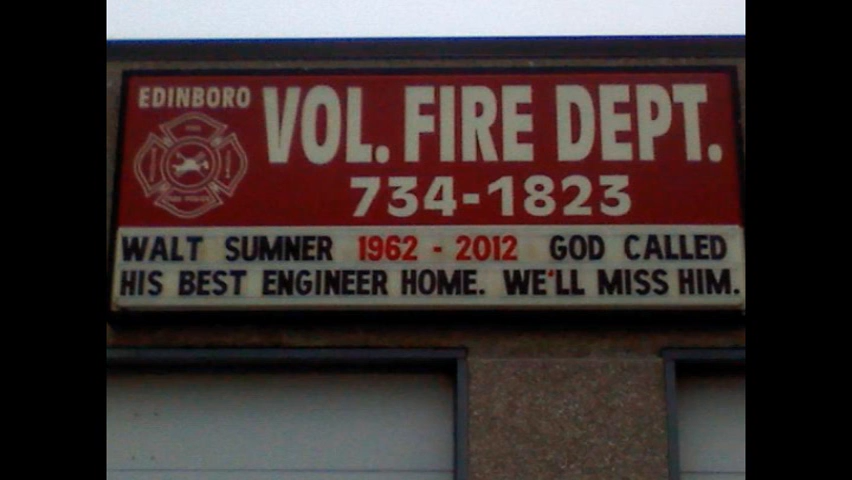 EDINBORO
VOL. FIRE DEPT.
734-1823
WALT SUMNER 1962 - 2012 GOD CALLED
HIS BEST ENGINEER HOME. WE'LL MISS HIM.